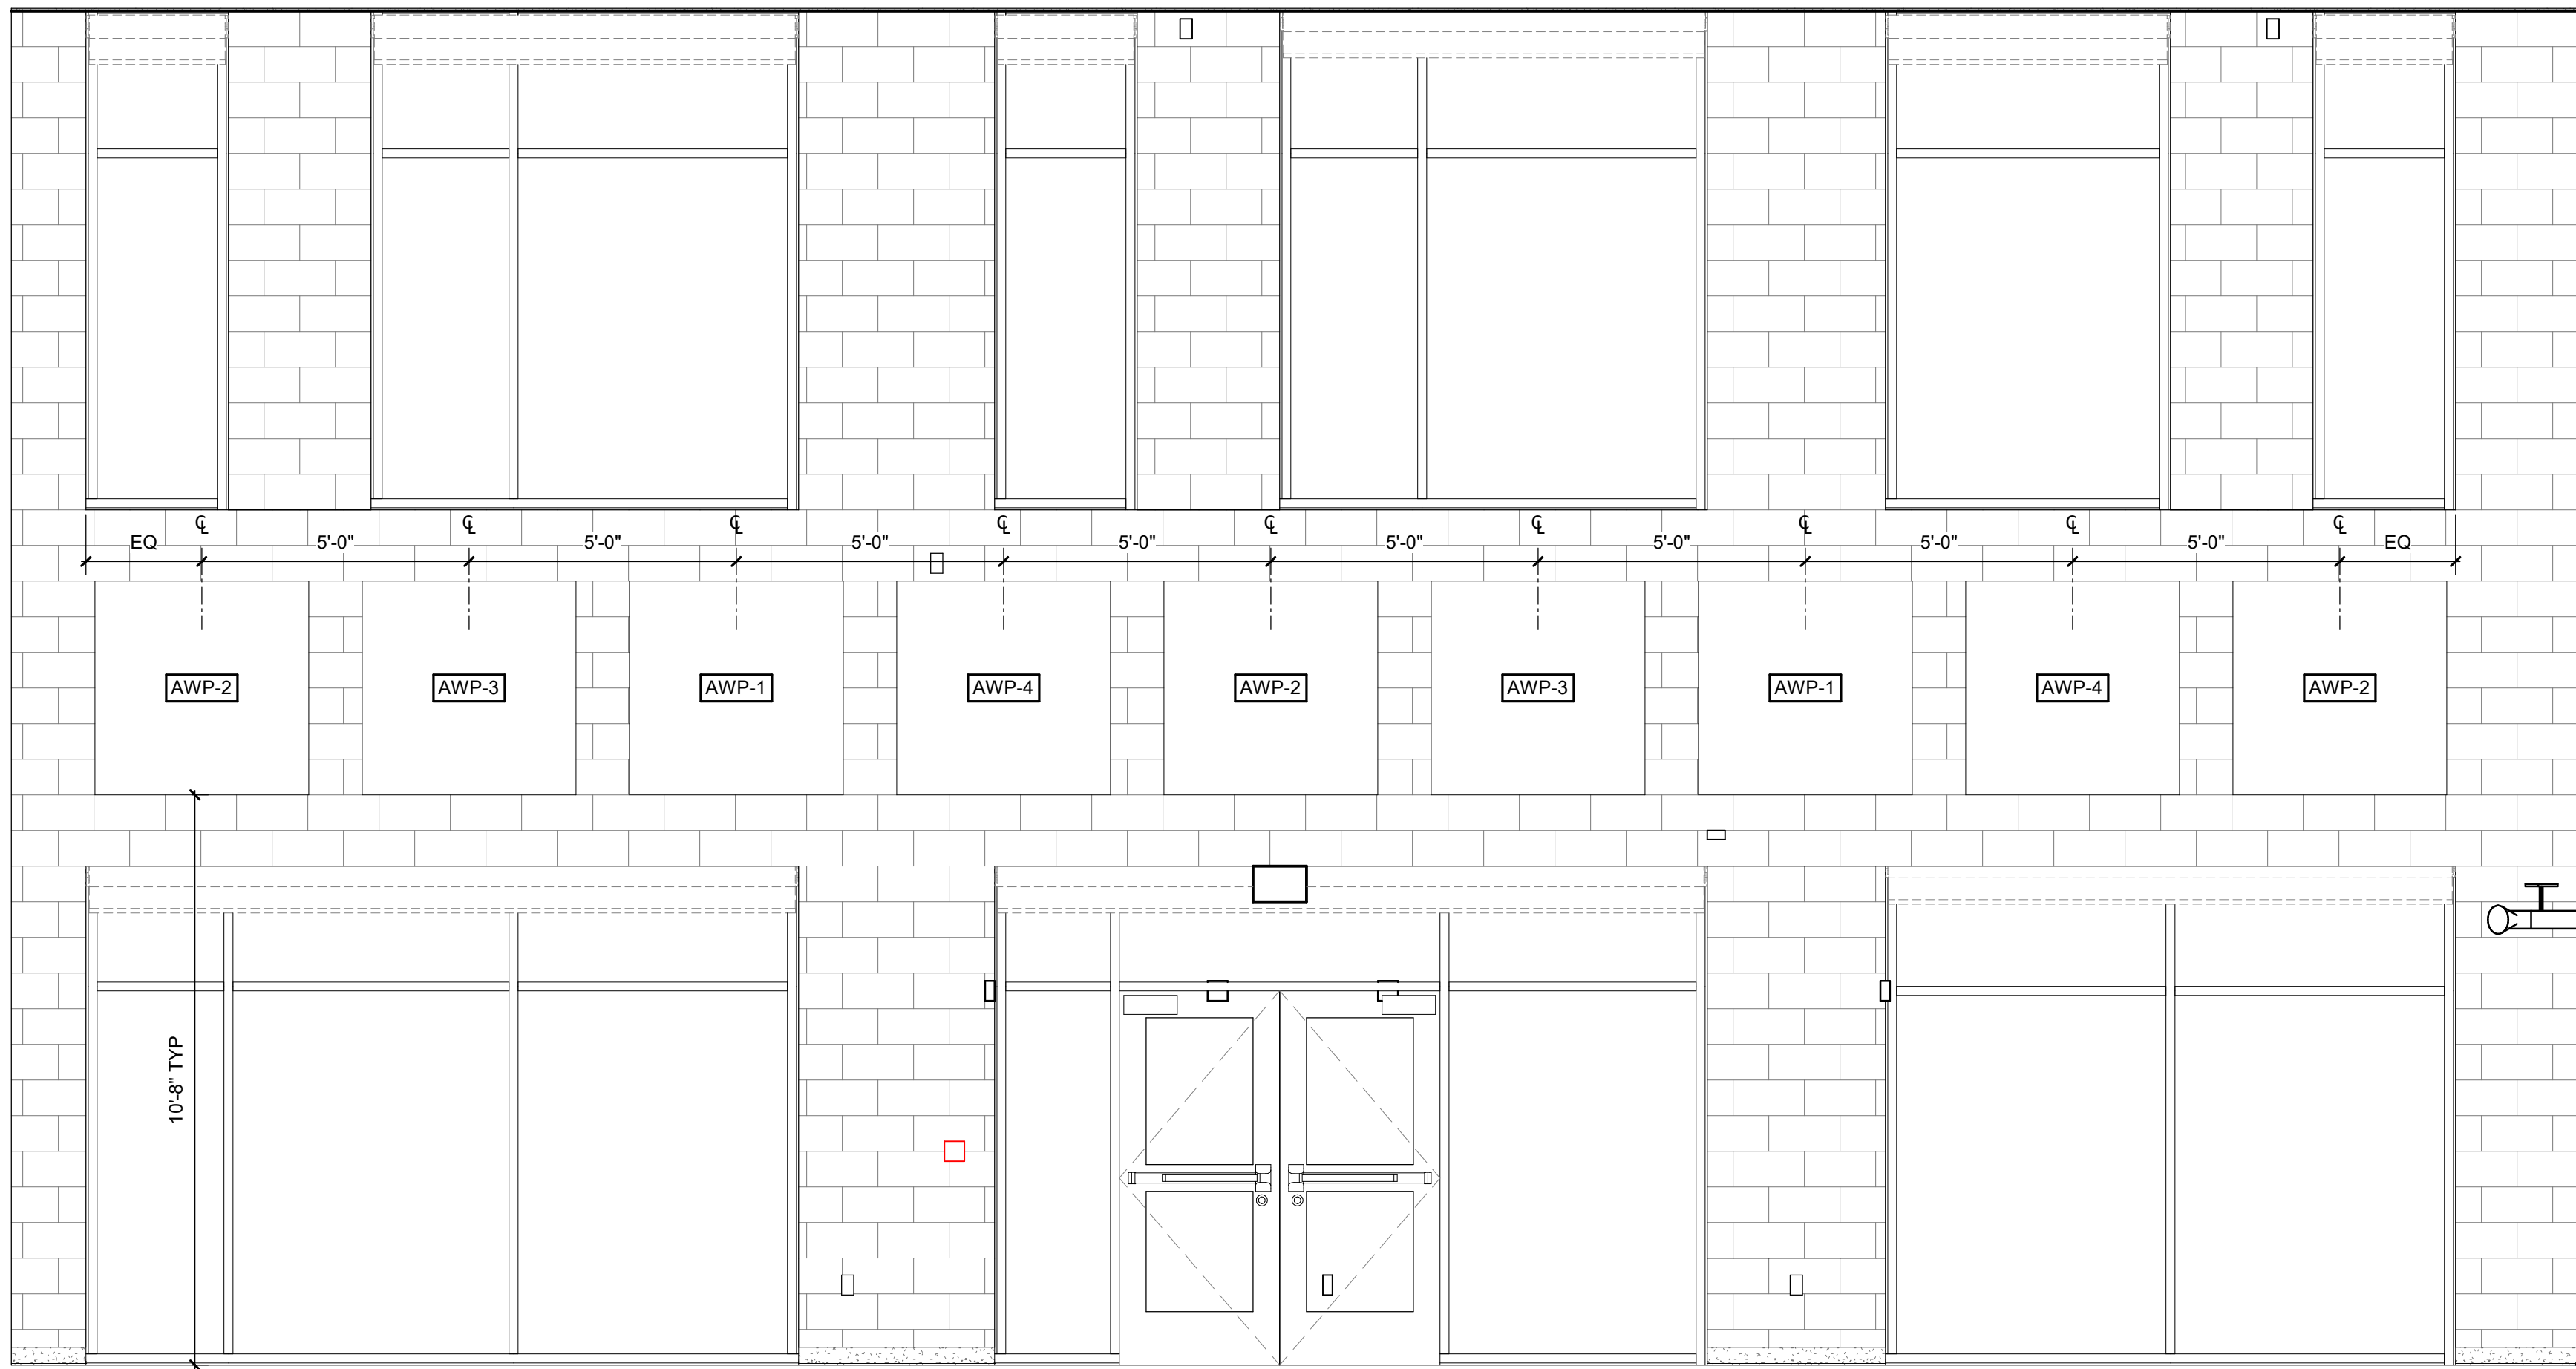 ℄ ℄ ℄ ℄ ℄ ℄ ℄ ℄ ℄
EQ 5'-0" 5'-0" 5'-0" 5'-0" 5'-0" 5'-0" 5'-0" 5'-0" EQ
AWP-2 AWP-3 AWP-1 AWP-4 AWP-2 AWP-3 AWP-1 AWP-4 AWP-2
10'-8" TYP